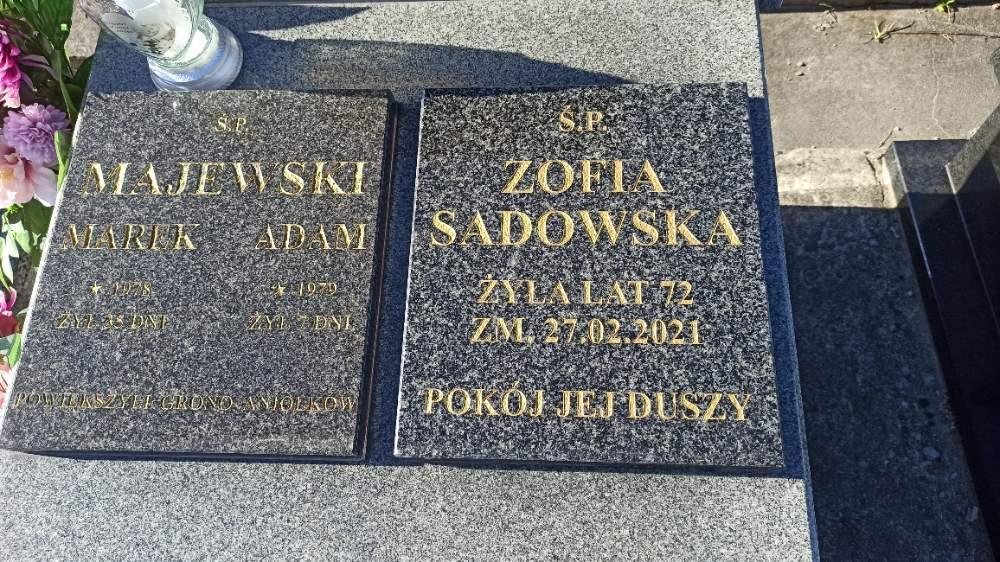 Ś.P.
MAJEWSKI
MAREK ADAM
* 1978 * 1979
ŻYŁ 35 DNI ŻYŁ 7 DNI
POWIĘKSZYLI GRONO ANIOŁKÓW
Ś.P.
ZOFIA
SADOWSKA
ŻYŁA LAT 72
ZM. 27.02.2021
POKÓJ JEJ DUSZY